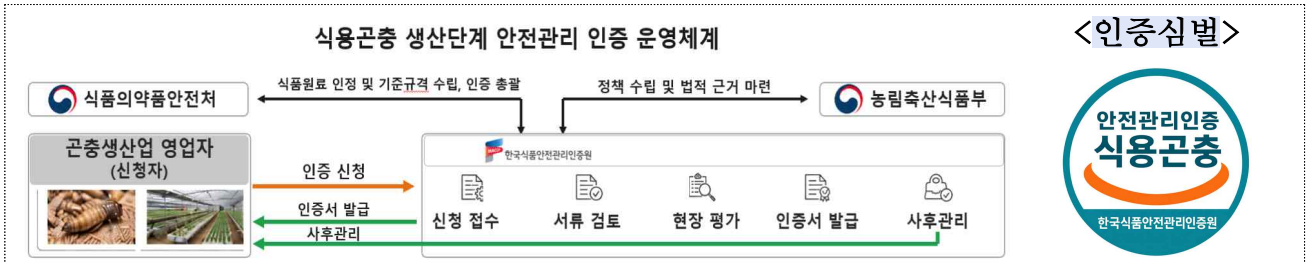 식용곤충 생산단계 안전관리 인증 운영체계
<인증심벌>
식품의약품안전처
식품원료 인정 및 기준규격 수립, 인증 총괄
정책 수립 및 법적 근거 마련
농림축산식품부
곤충생산업 영업자
(신청자)
한국식품안전관리인증원
인증 신청
인증서 발급
사후관리
신청 접수
서류 검토
현장 평가
인증서 발급
사후관리
안전관리인증
식용곤충
한국식품안전관리인증원